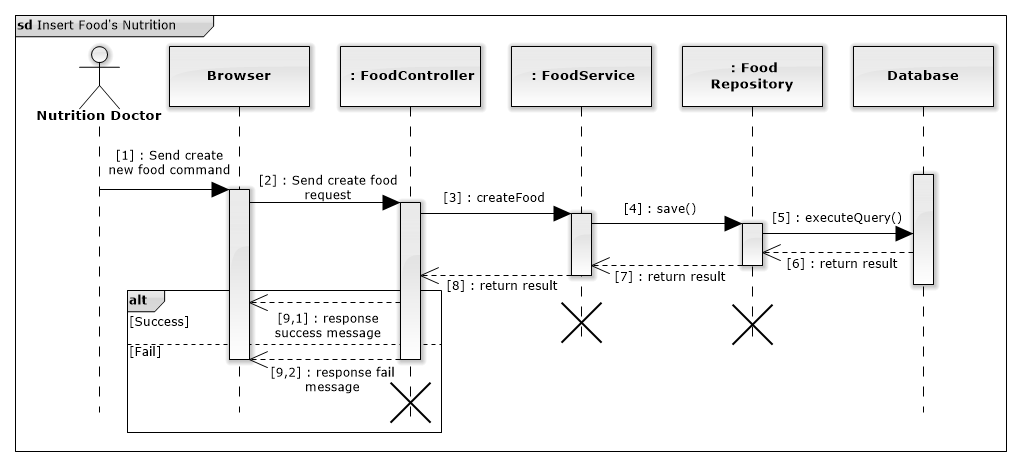 sd Insert Food's Nutrition
Nutrition Doctor
Browser
: FoodController
: FoodService
: Food
Repository
Database
[1] : Send create
new food command
[2] : Send create food
request
[3] : createFood
[4] : save()
[5] : executeQuery()
[6] : return result
[7] : return result
[8] : return result
alt
[Success]
[9,1] : response
success message
[Fail]
[9,2] : response fail
message